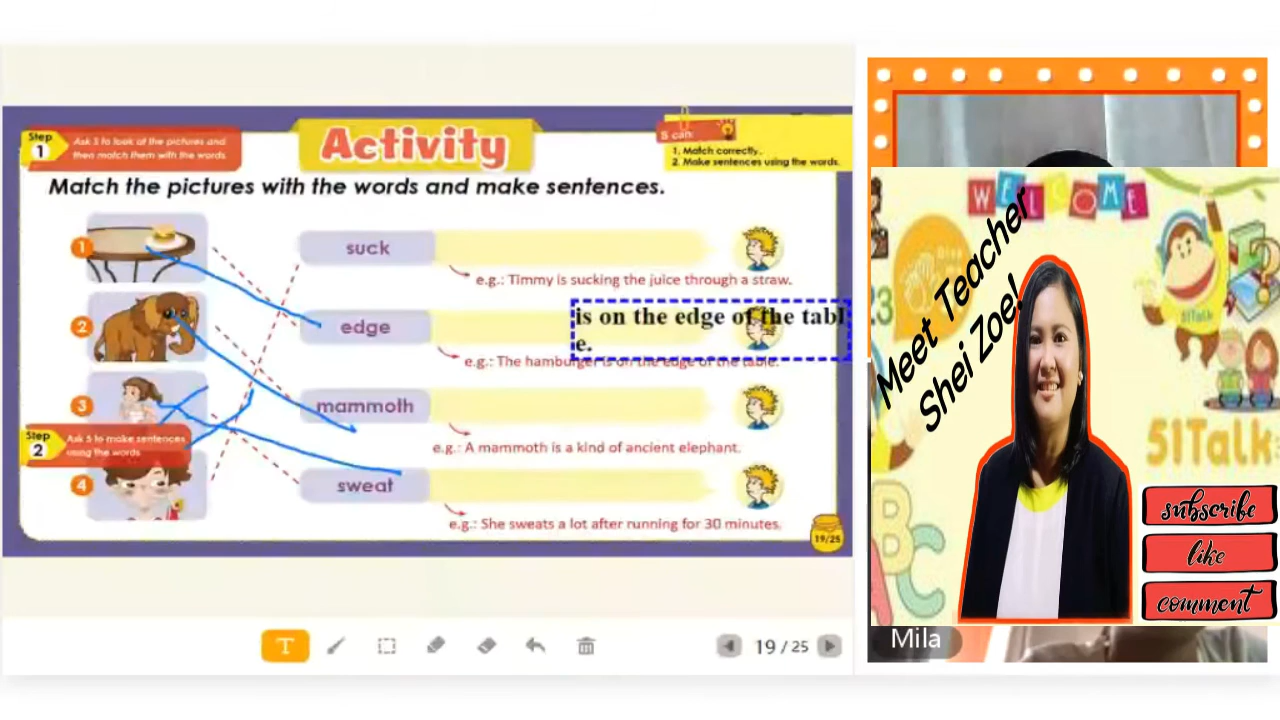 Step
1
Ask S to look at the pictures and
then match them with the words.
Activity
S can:
1. Match correctly.
2. Make sentences using the words.
Match the pictures with the words and make sentences.
1
suck
e.g.: Timmy is sucking the juice through a straw.
2
edge
is on the edge of the tabl
e.
e.g.: The hamburger is on the edge of the table.
3
mammoth
e.g.: A mammoth is a kind of ancient elephant.
Step
2
Ask S to make sentences
using the words
4
sweat
e.g.: She sweats a lot after running for 30 minutes.
19/25
T
19 / 25
WELCOME
Meet Teacher
Shei Zoe!
51Talk
51Talk
ABC
subscribe
like
comment
Mila